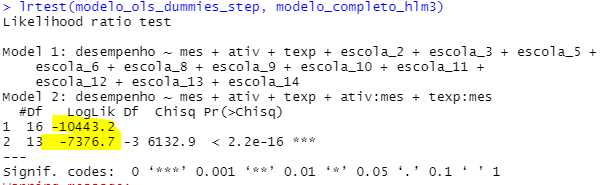 > lrtest(modelo_ols_dummies_step, modelo_completo_hlm3)
Likelihood ratio test

Model 1: desempenho ~ mes + ativ + texp + escola_2 + escola_3 + escola_5 +
    escola_6 + escola_8 + escola_9 + escola_10 + escola_11 +
    escola_12 + escola_13 + escola_14
Model 2: desempenho ~ mes + ativ + texp + ativ:mes + texp:mes
  #Df   LogLik Df  Chisq Pr(>Chisq)
1  16 -10443.2
2  13  -7376.7 -3 6132.9  < 2.2e-16 ***
---
Signif. codes:  0 ‘***’ 0.001 ‘**’ 0.01 ‘*’ 0.05 ‘.’ 0.1 ‘ ’ 1
Warning message: